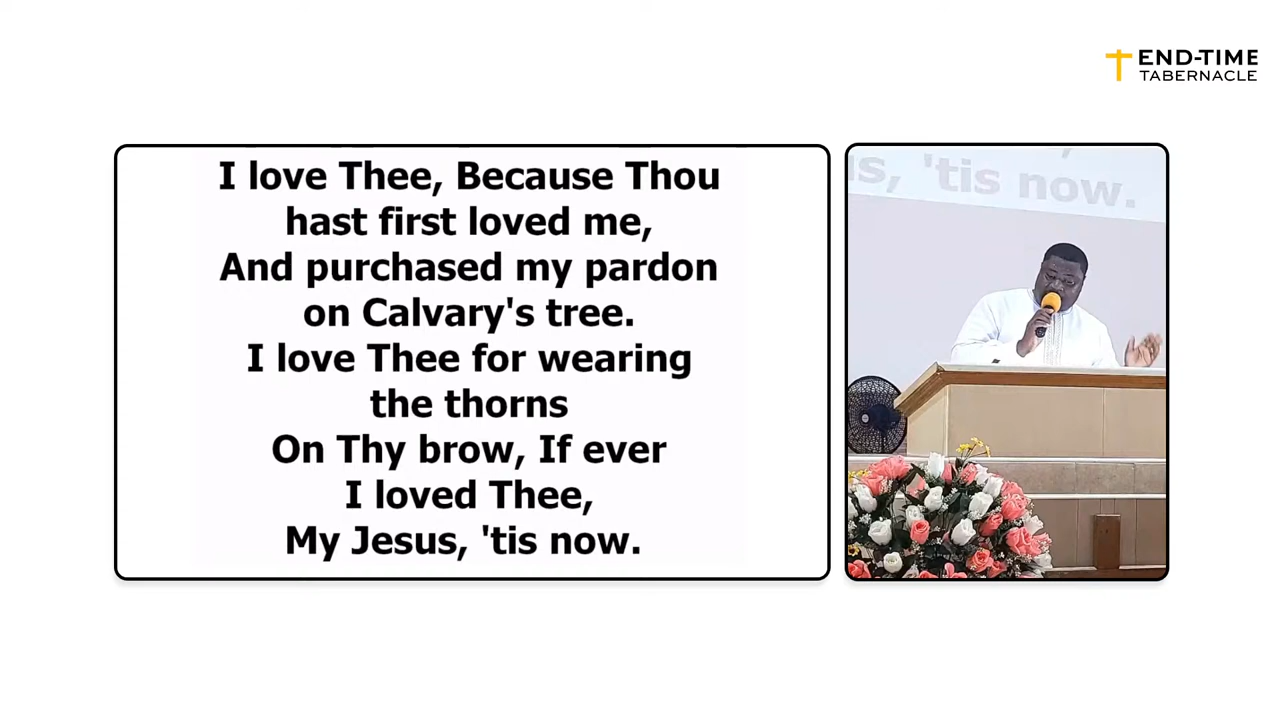 END-TIME
TABERNACLE
I love Thee, Because Thou
hast first loved me,
And purchased my pardon
on Calvary's tree.
I love Thee for wearing
the thorns
On Thy brow, If ever
I loved Thee,
My Jesus, 'tis now.
'tis now.